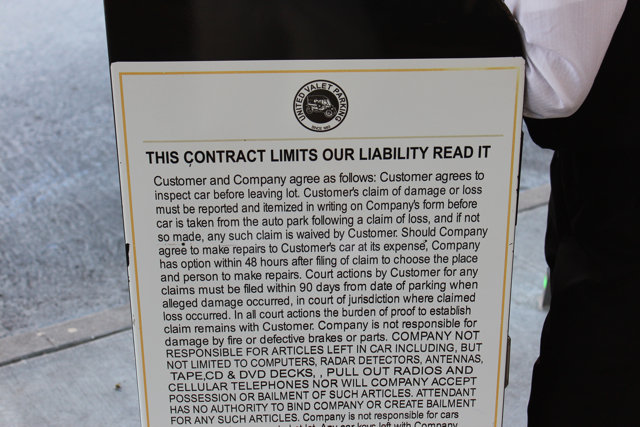 UNITED VALET PARKING
THIS CONTRACT LIMITS OUR LIABILITY READ IT
Customer and Company agree as follows: Customer agrees to
inspect car before leaving lot. Customer's claim of damage or loss
must be reported and itemized in writing on Company's form before
car is taken from the auto park following a claim of loss, and if not
so made, any such claim is waived by Customer. Should Company
agree to make repairs to Customer's car at its expense, Company
has option within 48 hours after filing of claim to choose the place
and person to make repairs. Court actions by Customer for any
claims must be filed within 90 days from date of parking when
alleged damage occurred, in court of jurisdiction where claimed
loss occurred. In all court actions the burden of proof to establish
claim remains with Customer. Company is not responsible for
damage by fire or defective brakes or parts. COMPANY NOT
RESPONSIBLE FOR ARTICLES LEFT IN CAR INCLUDING, BUT
NOT LIMITED TO COMPUTERS, RADAR DETECTORS, ANTENNAS,
TAPE,CD & DVD DECKS, , PULL OUT RADIOS AND
CELLULAR TELEPHONES NOR WILL COMPANY ACCEPT
POSSESSION OR BAILMENT OF SUCH ARTICLES. ATTENDANT
HAS NO AUTHORITY TO BIND COMPANY OR CREATE BAILMENT
FOR ANY SUCH ARTICLES. Company is not responsible for cars
lot. Any car keys left with Company